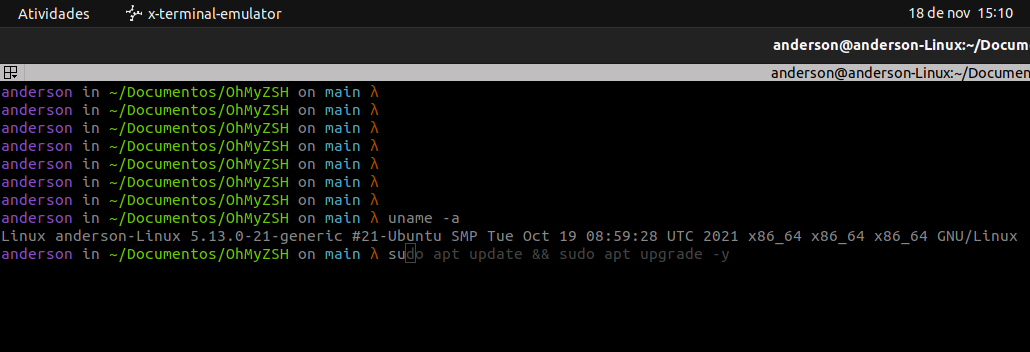 Atividades x-terminal-emulator 18 de nov 15:10
anderson@anderson-Linux:~/Docum
anderson@anderson-Linux:~/Documen
anderson in ~/Documentos/OhMyZSH on main λ
anderson in ~/Documentos/OhMyZSH on main λ
anderson in ~/Documentos/OhMyZSH on main λ
anderson in ~/Documentos/OhMyZSH on main λ
anderson in ~/Documentos/OhMyZSH on main λ
anderson in ~/Documentos/OhMyZSH on main λ
anderson in ~/Documentos/OhMyZSH on main λ
anderson in ~/Documentos/OhMyZSH on main λ uname -a
Linux anderson-Linux 5.13.0-21-generic #21-Ubuntu SMP Tue Oct 19 08:59:28 UTC 2021 x86_64 x86_64 x86_64 GNU/Linux
anderson in ~/Documentos/OhMyZSH on main λ sudo apt update && sudo apt upgrade -y